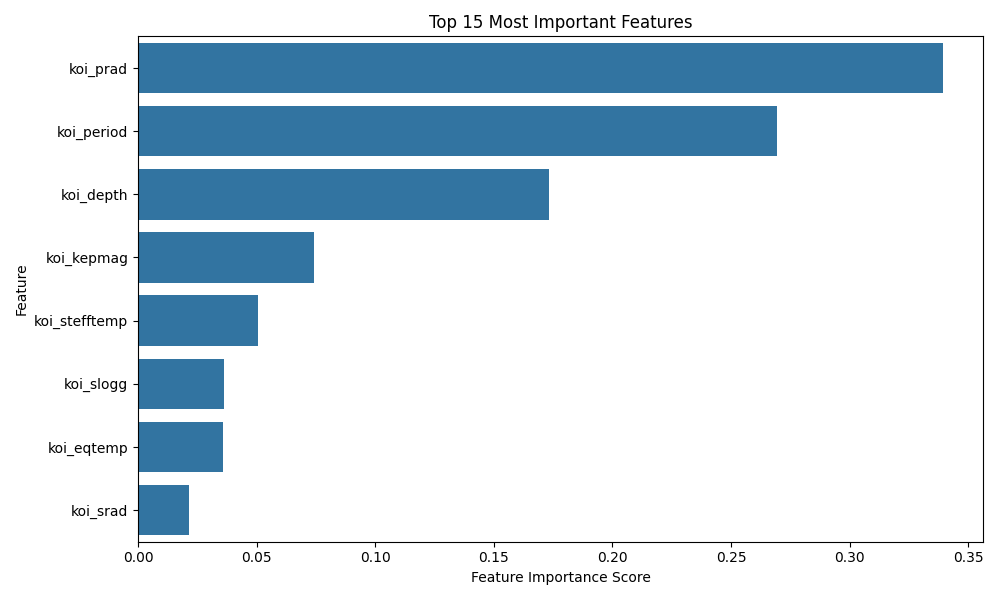 Top 15 Most Important Features
koi_prad
koi_period
koi_depth
koi_kepmag
koi_stefftemp
koi_slogg
koi_eqtemp
koi_srad
Feature
0.00 0.05 0.10 0.15 0.20 0.25 0.30 0.35
Feature Importance Score